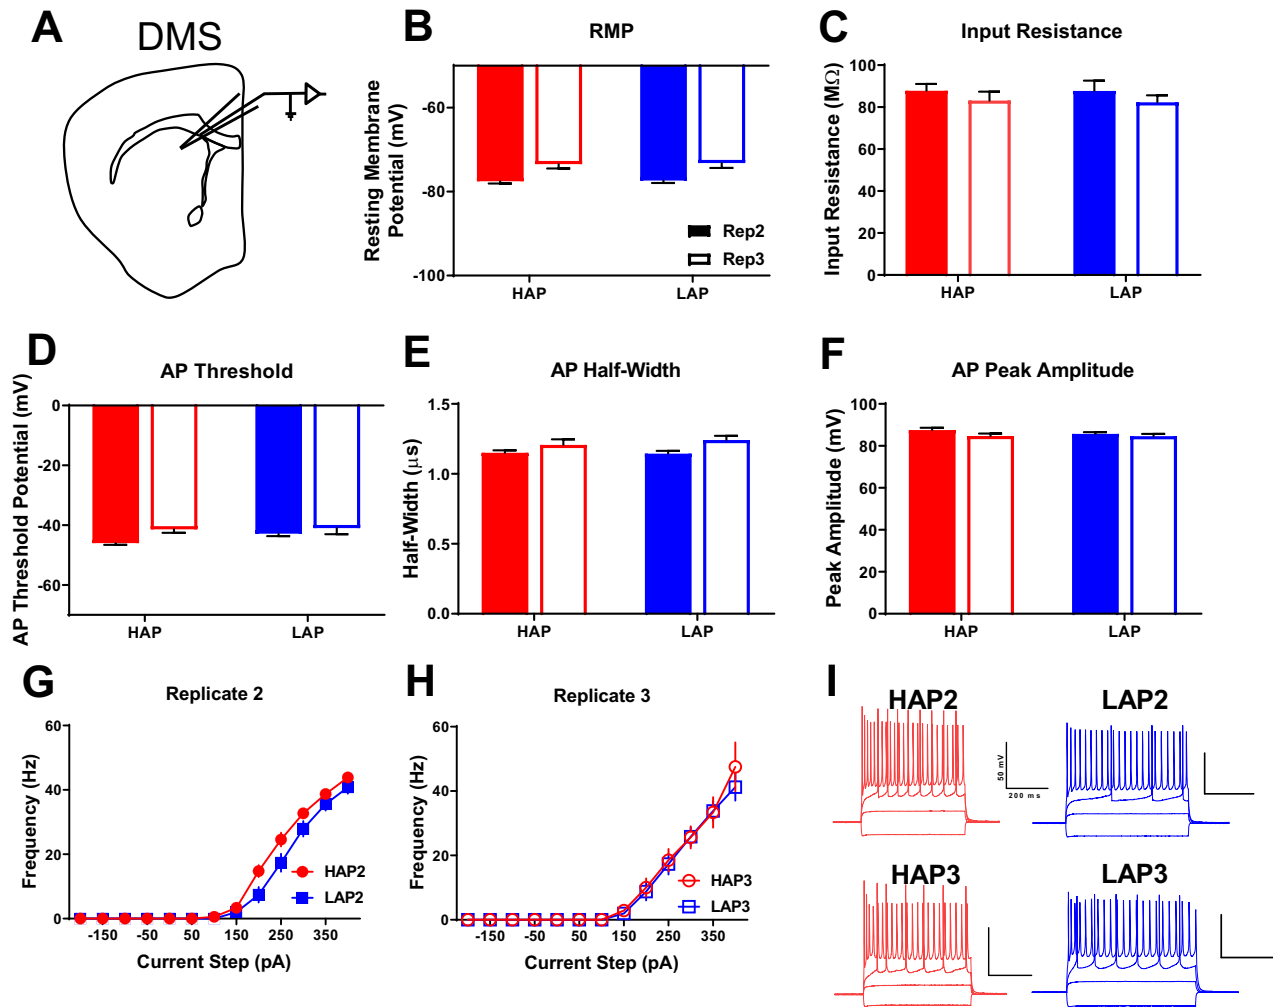 A
DMS
B
RMP
Resting Membrane
Potential (mV)
-60
-80
-100
Rep2
Rep3
HAP
LAP
C
Input Resistance
Input Resistance (MΩ)
100
80
60
40
20
0
HAP
LAP
D
AP Threshold
AP Threshold Potential (mV)
0
-20
-40
-60
HAP
LAP
E
AP Half-Width
Half-Width (μs)
1.5
1.0
0.5
0.0
HAP
LAP
F
AP Peak Amplitude
Peak Amplitude (mV)
100
80
60
40
20
0
HAP
LAP
G
Replicate 2
Frequency (Hz)
60
40
20
0
HAP2
LAP2
-150
-50
50
150
250
350
Current Step (pA)
H
Replicate 3
Frequency (Hz)
60
40
20
0
HAP3
LAP3
-150
-50
50
150
250
350
Current Step (pA)
I
HAP2
LAP2
50 mV
200 ms
HAP3
LAP3